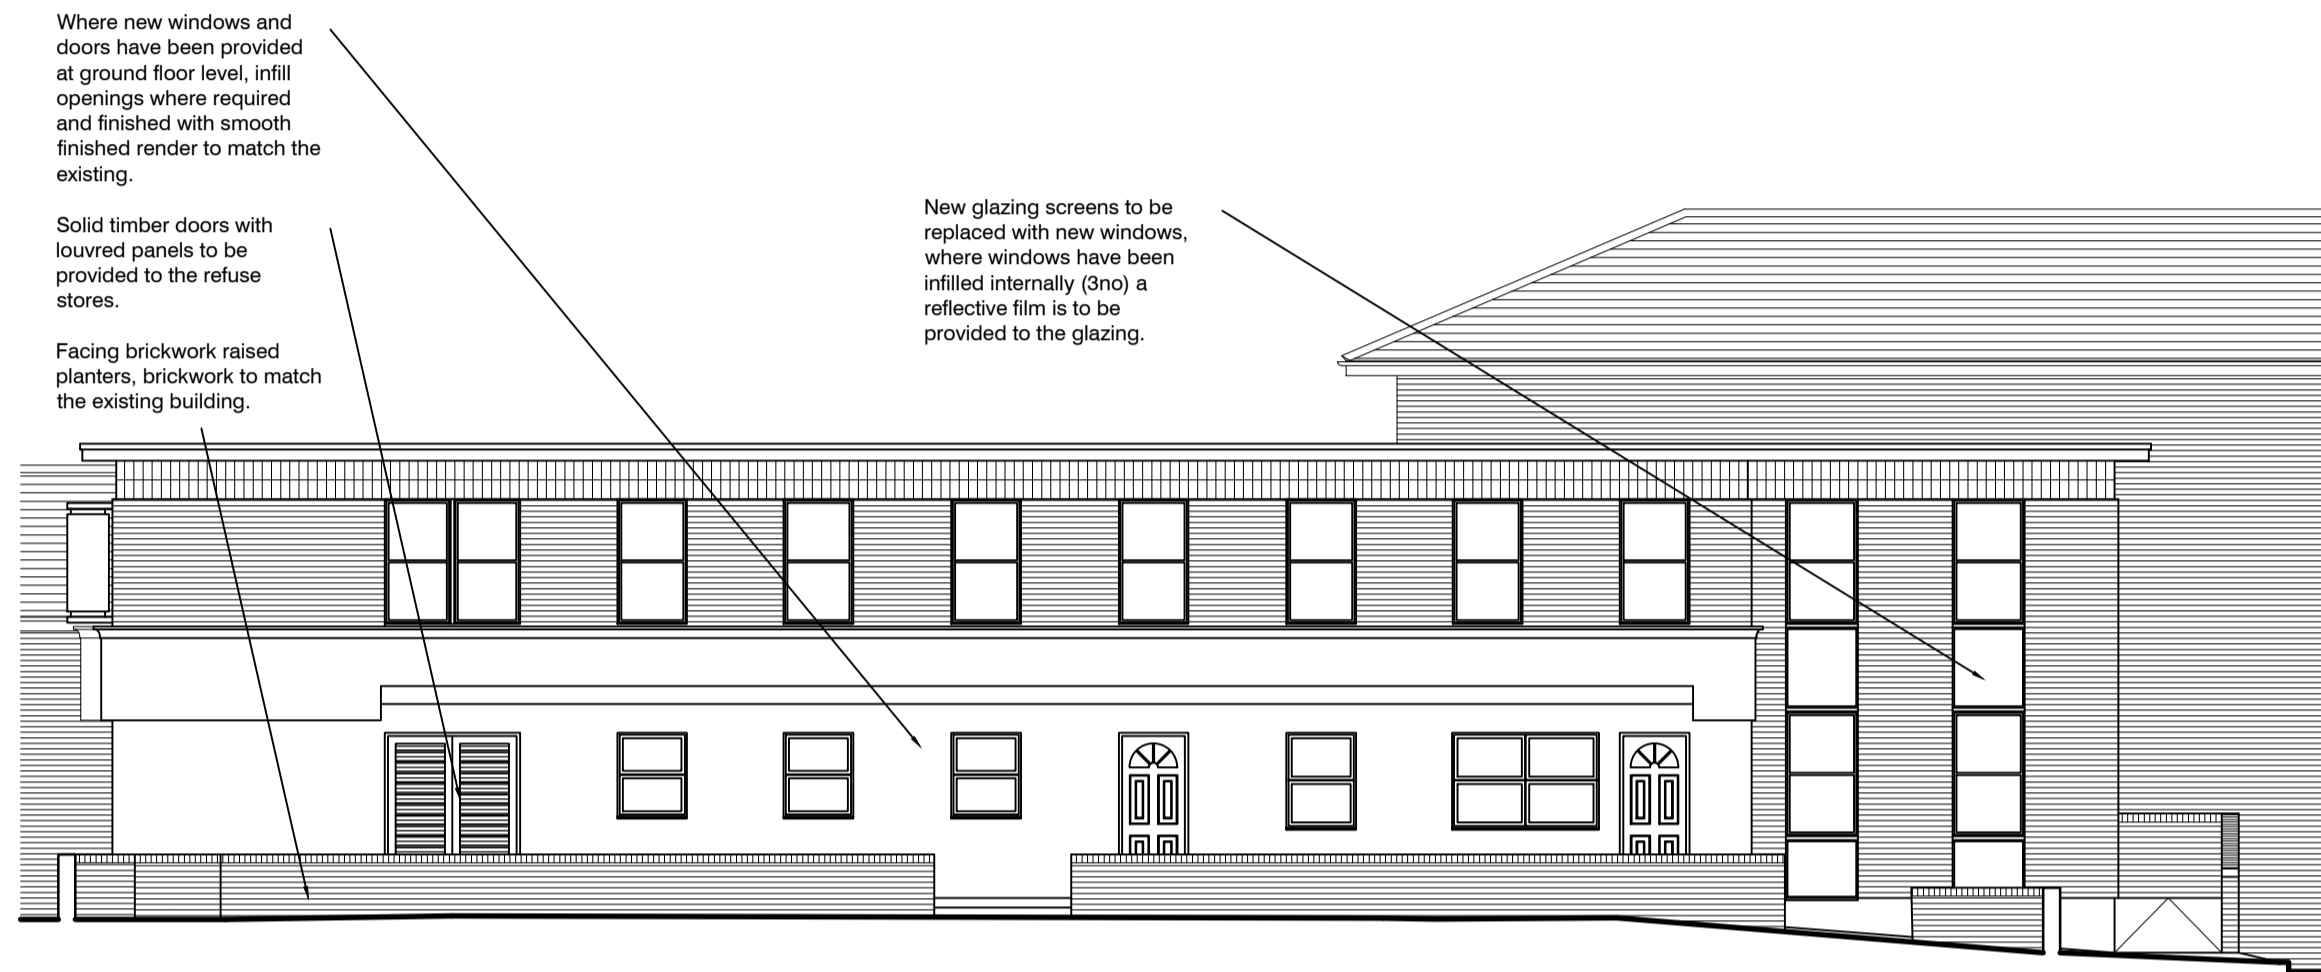 Where new windows and
doors have been provided
at ground floor level, infill
openings where required
and finished with smooth
finished render to match the
existing.
Solid timber doors with
louvred panels to be
provided to the refuse
stores.
Facing brickwork raised
planters, brickwork to match
the existing building.
New glazing screens to be
replaced with new windows,
where windows have been
infilled internally (3no) a
reflective film is to be
provided to the glazing.